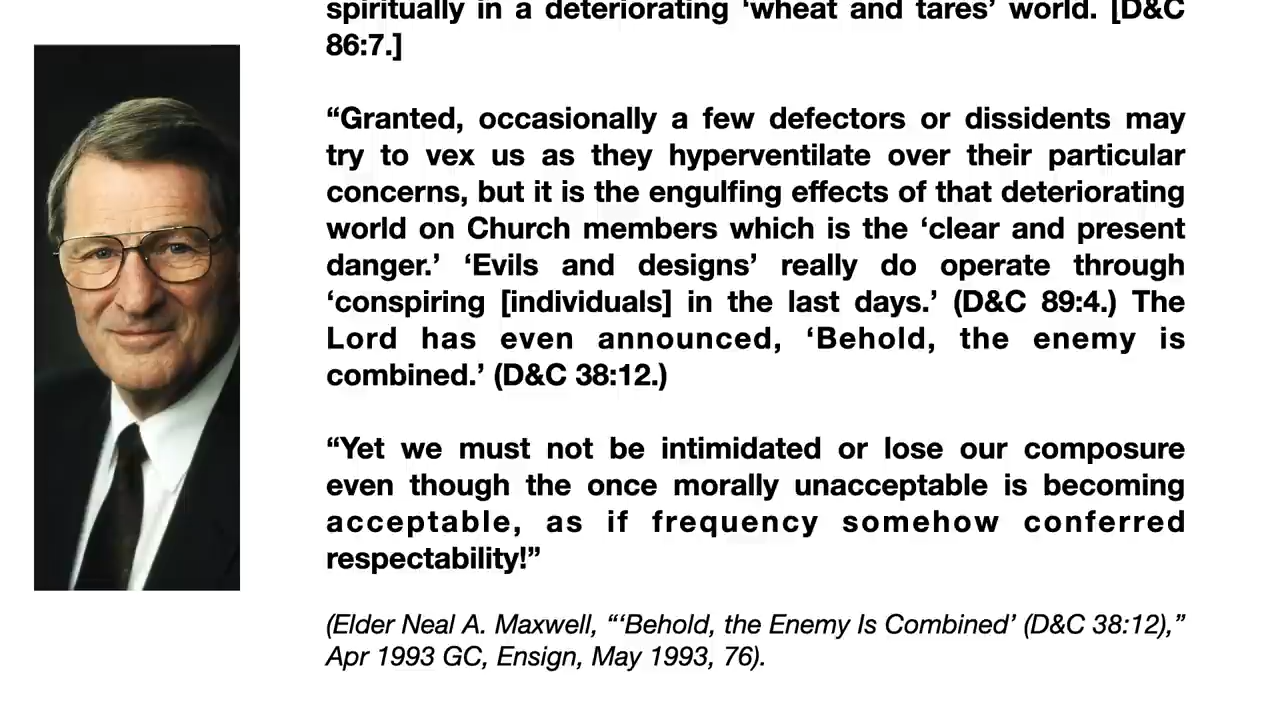 spiritually in a deteriorating ‘wheat and tares’ world. [D&C
86:7.]
“Granted, occasionally a few defectors or dissidents may
try to vex us as they hyperventilate over their particular
concerns, but it is the engulfing effects of that deteriorating
world on Church members which is the ‘clear and present
danger.’ ‘Evils and designs’ really do operate through
‘conspiring [individuals] in the last days.’ (D&C 89:4.) The
Lord has even announced, ‘Behold, the enemy is
combined.’ (D&C 38:12.)
“Yet we must not be intimidated or lose our composure
even though the once morally unacceptable is becoming
acceptable, as if frequency somehow conferred
respectability!”
(Elder Neal A. Maxwell, “‘Behold, the Enemy Is Combined’ (D&C 38:12),”
Apr 1993 GC, Ensign, May 1993, 76).